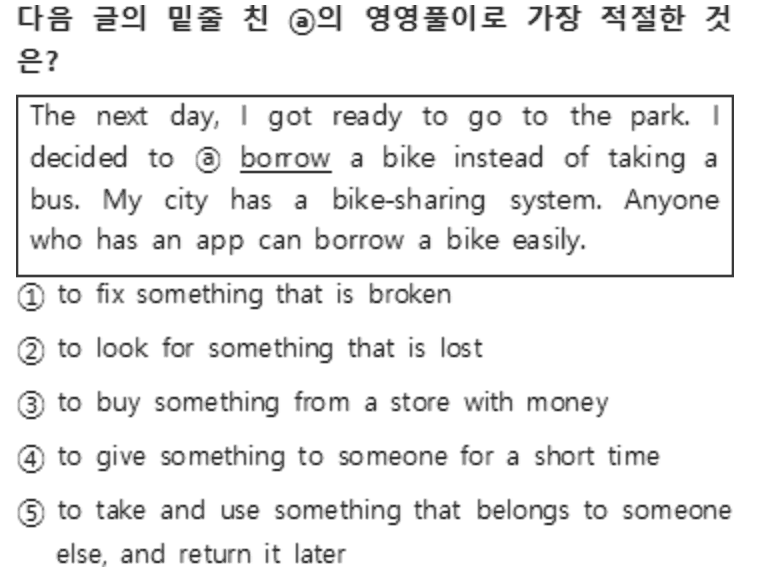 다음 글의 밑줄 친 ⓐ의 영영풀이로 가장 적절한 것
은?
The next day, I got ready to go to the park. I
decided to ⓐ borrow a bike instead of taking a
bus. My city has a bike-sharing system. Anyone
who has an app can borrow a bike easily.
① to fix something that is broken
② to look for something that is lost
③ to buy something from a store with money
④ to give something to someone for a short time
⑤ to take and use something that belongs to someone
else, and return it later